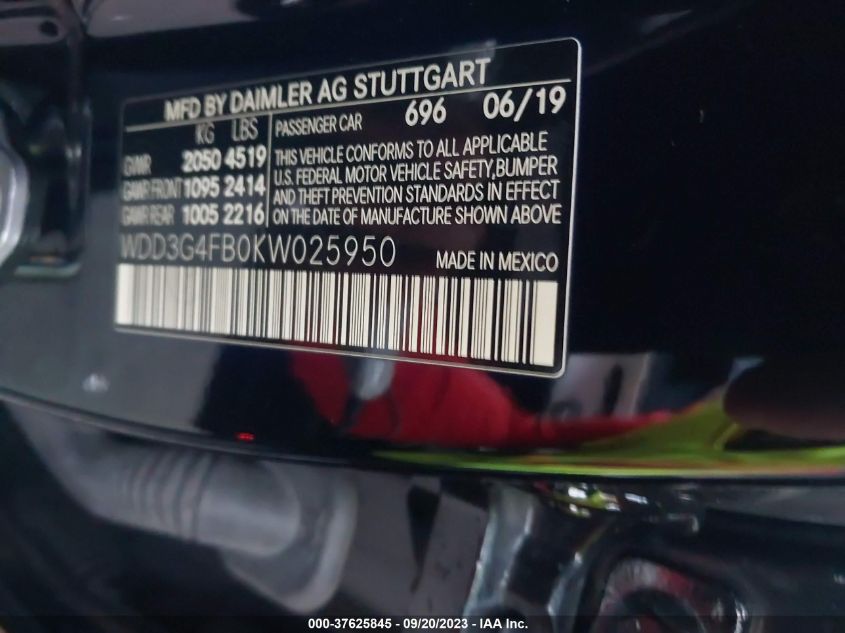 MFD BY DAIMLER AG STUTTGART
KG LBS
GVWR 2050 4519
GAWR FRONT 1095 2414
GAWR REAR 1005 2216
PASSENGER CAR 696 06/19
THIS VEHICLE CONFORMS TO ALL APPLICABLE
U.S. FEDERAL MOTOR VEHICLE SAFETY, BUMPER
AND THEFT PREVENTION STANDARDS IN EFFECT
ON THE DATE OF MANUFACTURE SHOWN ABOVE
WDD3G4FB0KW025950
MADE IN MEXICO
000-37625845 - 09/20/2023 - IAA Inc.